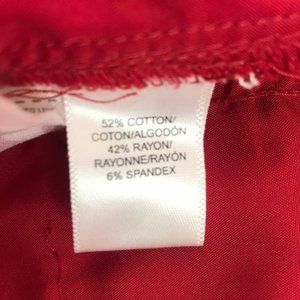 52% COTTON/
COTON/ALGODÓN
42% RAYON/
RAYONNE/RAYÓN
6% SPANDEX